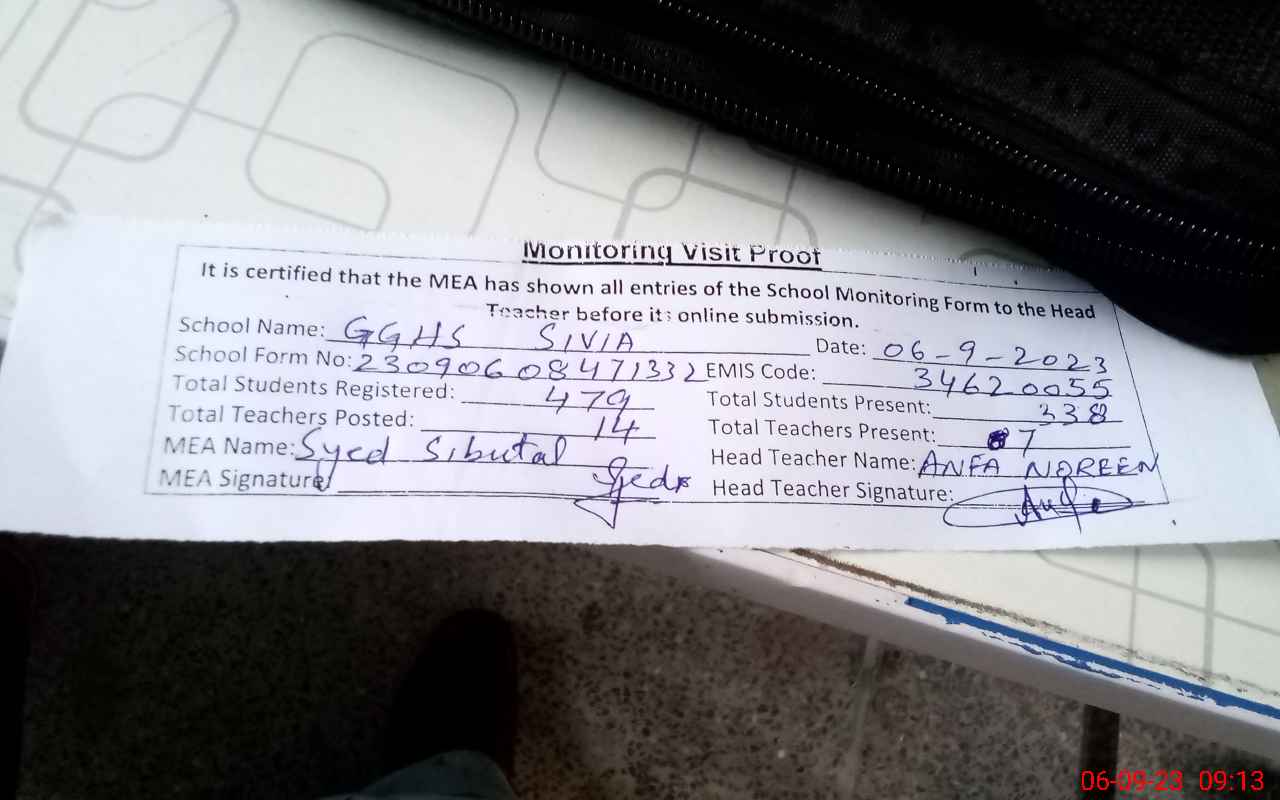 Monitoring Visit Proof
It is certified that the MEA has shown all entries of the School Monitoring Form to the Head
Teacher before its online submission.
School Name: GGHS SIVIA Date: 06-9-2023
School Form No: 23090608471332 EMIS Code: 34620055
Total Students Registered: 479 Total Students Present: 338
Total Teachers Posted: 14 Total Teachers Present: 7
MEA Name: Syed Sibutal Head Teacher Name: ANFA NOREEN
MEA Signature Head Teacher Signature:
06-09-23 09:13